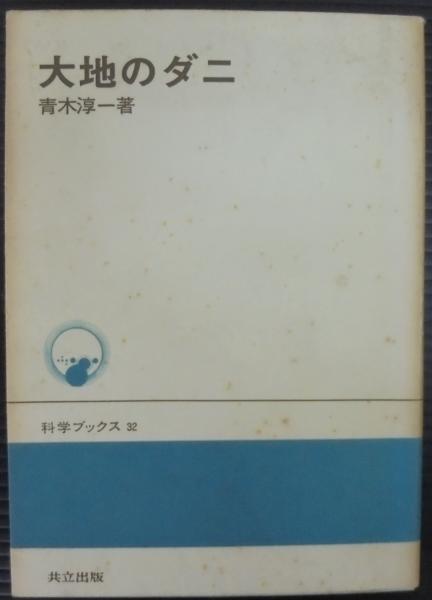 大地のダニ
青木淳一著
科学ブックス 32
共立出版